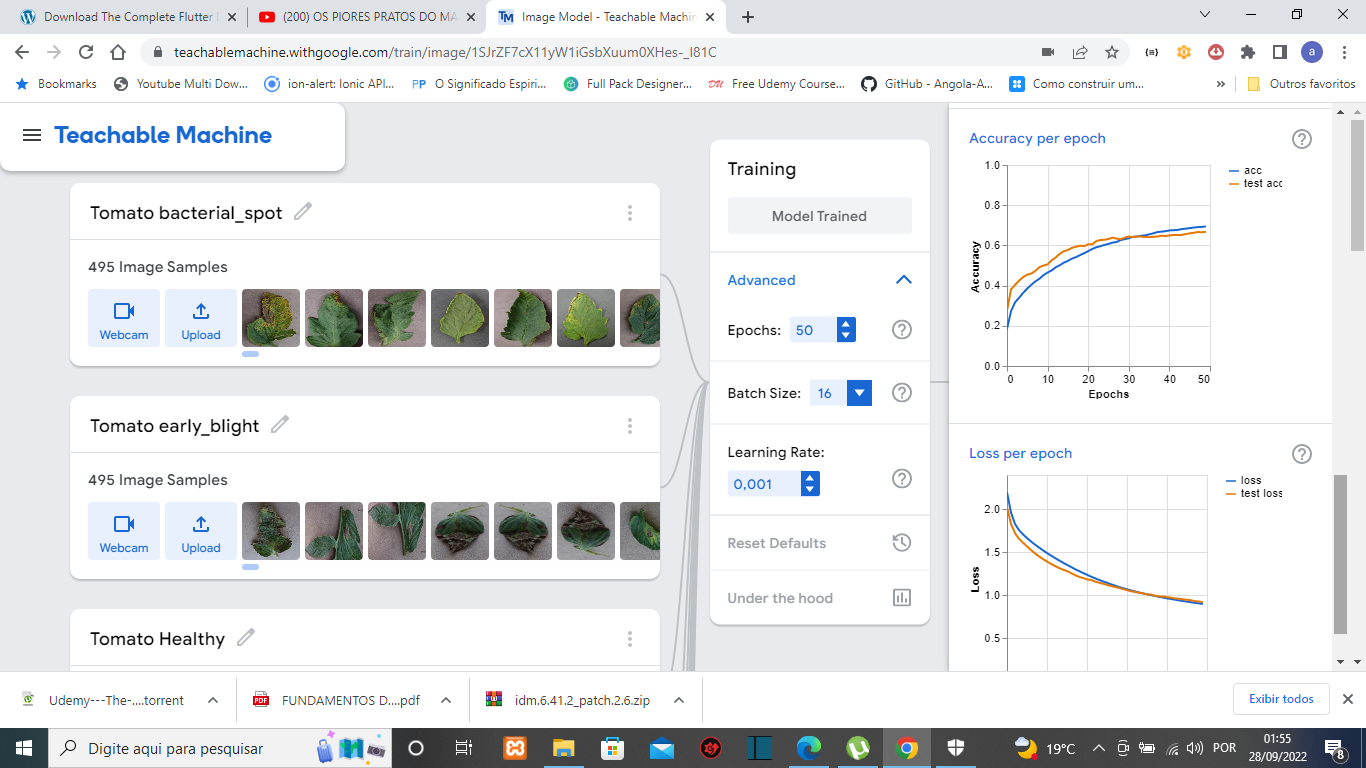 Download The Complete Flutter
(200) OS PIORES PRATOS DO MA
Image Model - Teachable Machin
teachablemachine.withgoogle.com/train/image/1SJrZF7cX11yW1iGsbXuum0XHes-_I81C
a
Bookmarks
Youtube Multi Dow...
ion-alert: Ionic API...
PP O Significado Espiri...
Full Pack Designer...
Free Udemy Course...
GitHub - Angola-A...
Como construir um...
»
Outros favoritos
Teachable Machine
Tomato bacterial_spot
495 Image Samples
Webcam
Upload
Tomato early_blight
495 Image Samples
Webcam
Upload
Tomato Healthy
Training
Model Trained
Advanced
Epochs: 50
Batch Size: 16
Learning Rate:
0,001
Reset Defaults
Under the hood
Accuracy per epoch
1.0
0.8
0.6
0.4
0.2
0.0
Accuracy
0 10 20 30 40 50
Epochs
acc
test acc
Loss per epoch
2.0
1.5
1.0
0.5
Loss
loss
test loss
Udemy---The-....torrent
PDF
FUNDAMENTOS D....pdf
idm.6.41.2_patch.2.6.zip
Exibir todos
Digite aqui para pesquisar
19°C
POR
01:55
28/09/2022
8